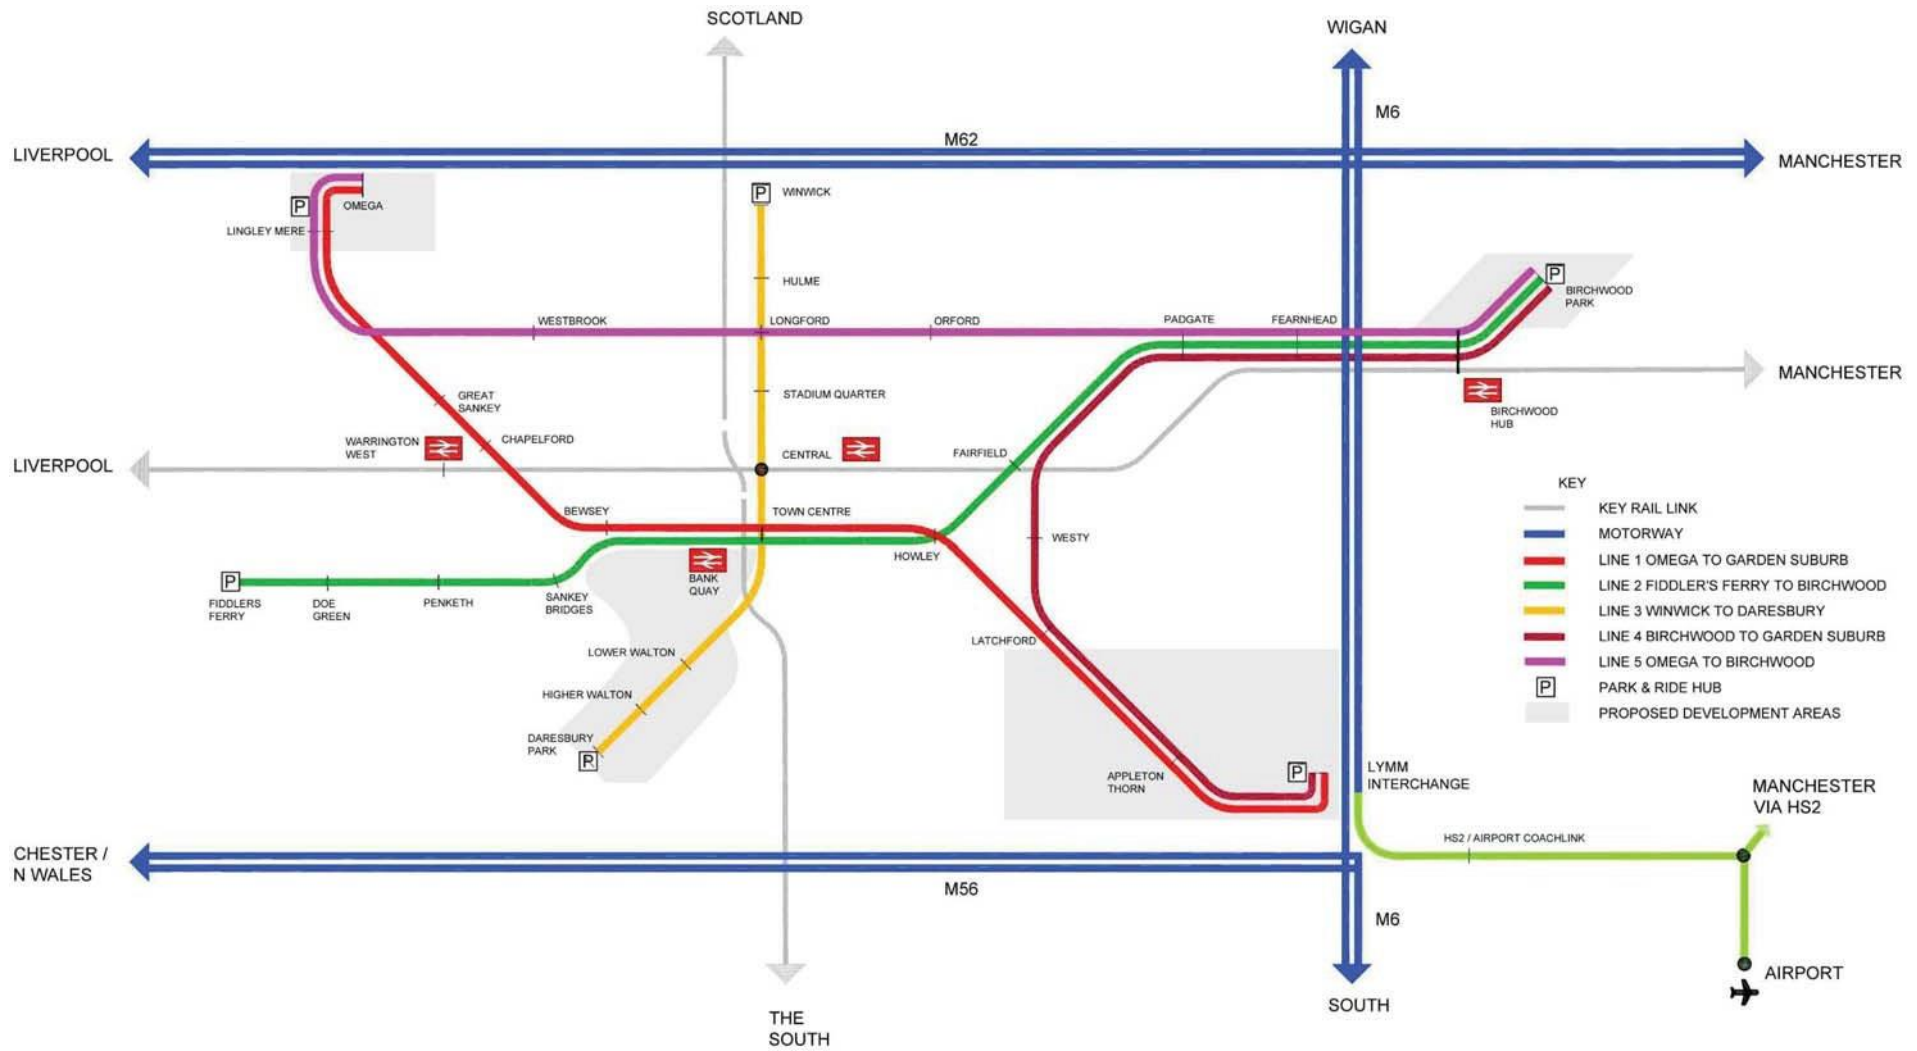 SCOTLAND
WIGAN
M6
M62
LIVERPOOL
MANCHESTER
P
WINWICK
P
OMEGA
LINGLEY MERE
HULME
P
BIRCHWOOD
PARK
WESTBROOK
LONGFORD
ORFORD
PADGATE
FEARNHEAD
MANCHESTER
STADIUM QUARTER
GREAT
SANKEY
BIRCHWOOD
HUB
CHAPELFORD
WARRINGTON
WEST
CENTRAL
FAIRFIELD
LIVERPOOL
BEWSEY
TOWN CENTRE
HOWLEY
WESTY
BANK
QUAY
P
FIDDLERS
FERRY
DOE
GREEN
PENKETH
SANKEY
BRIDGES
LATCHFORD
LOWER WALTON
HIGHER WALTON
DARESBURY
PARK
P
APPLETON
THORN
P
KEY
KEY RAIL LINK
MOTORWAY
LINE 1 OMEGA TO GARDEN SUBURB
LINE 2 FIDDLER'S FERRY TO BIRCHWOOD
LINE 3 WINWICK TO DARESBURY
LINE 4 BIRCHWOOD TO GARDEN SUBURB
LINE 5 OMEGA TO BIRCHWOOD
P PARK & RIDE HUB
PROPOSED DEVELOPMENT AREAS
LYMM
INTERCHANGE
MANCHESTER
VIA HS2
HS2 / AIRPORT COACHLINK
CHESTER /
N WALES
M56
M6
AIRPORT
THE
SOUTH
SOUTH